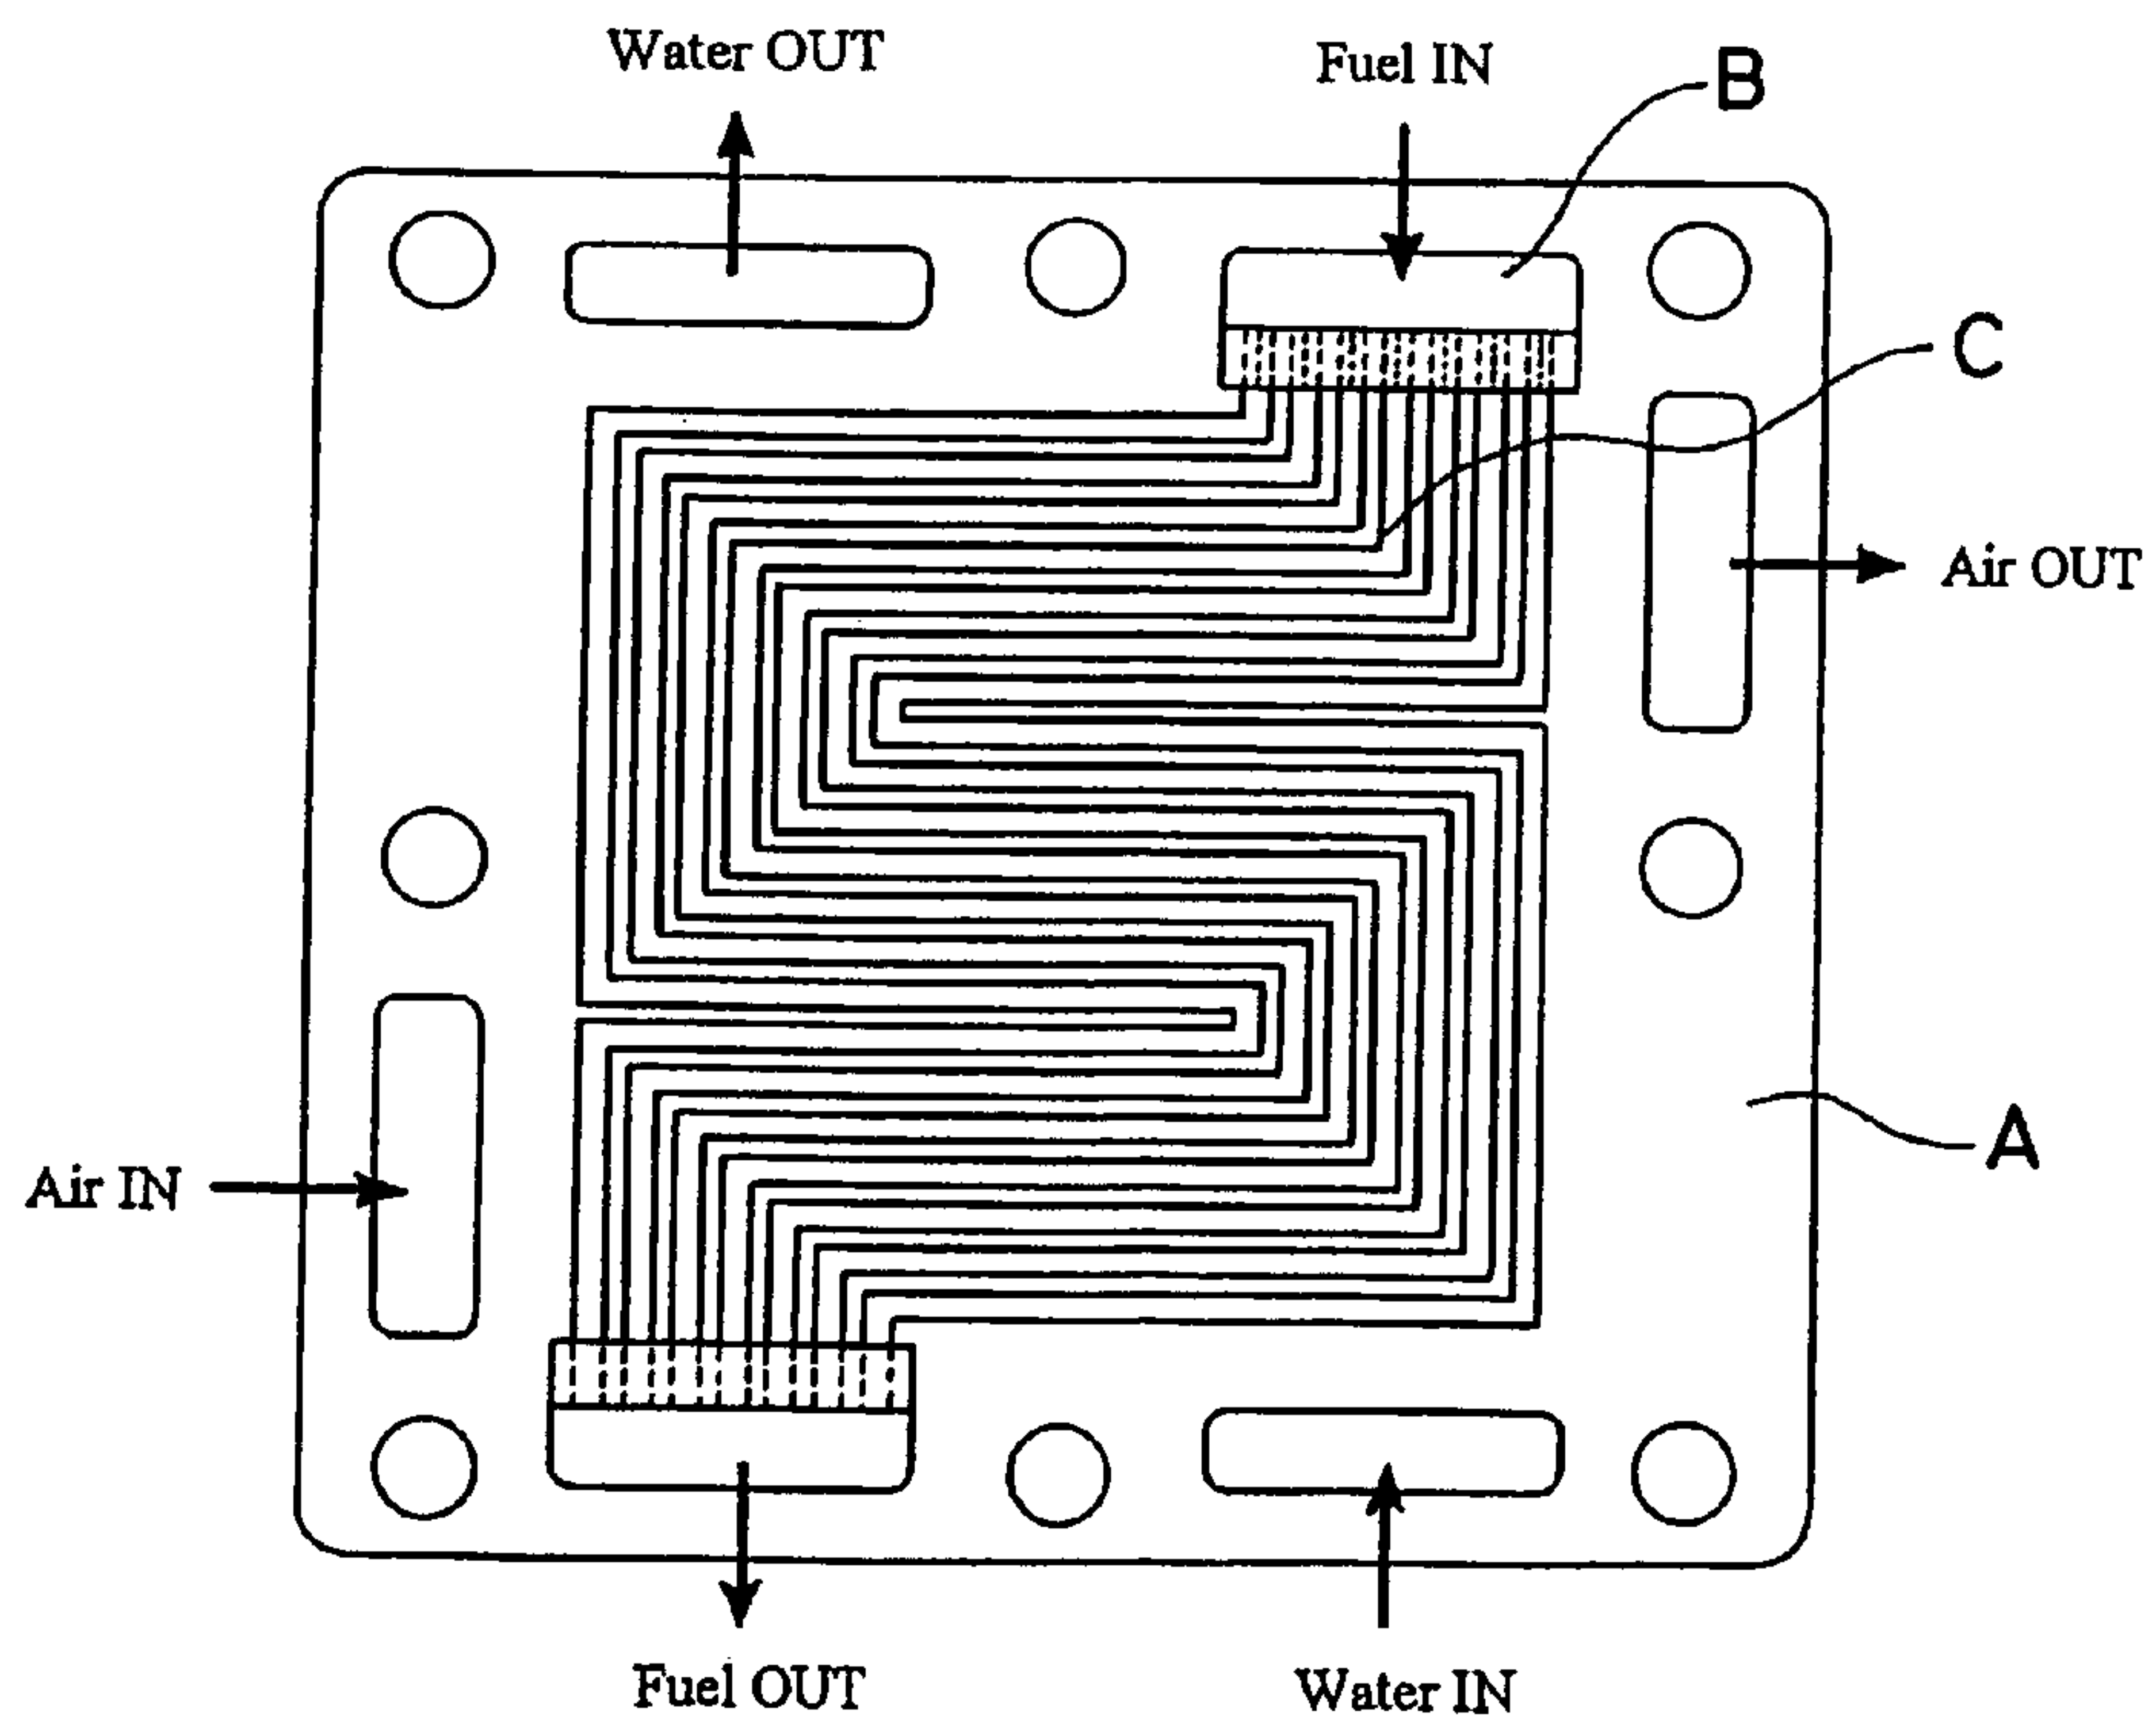 Water OUT
Fuel IN
B
C
Air OUT
A
Air IN
Fuel OUT
Water IN